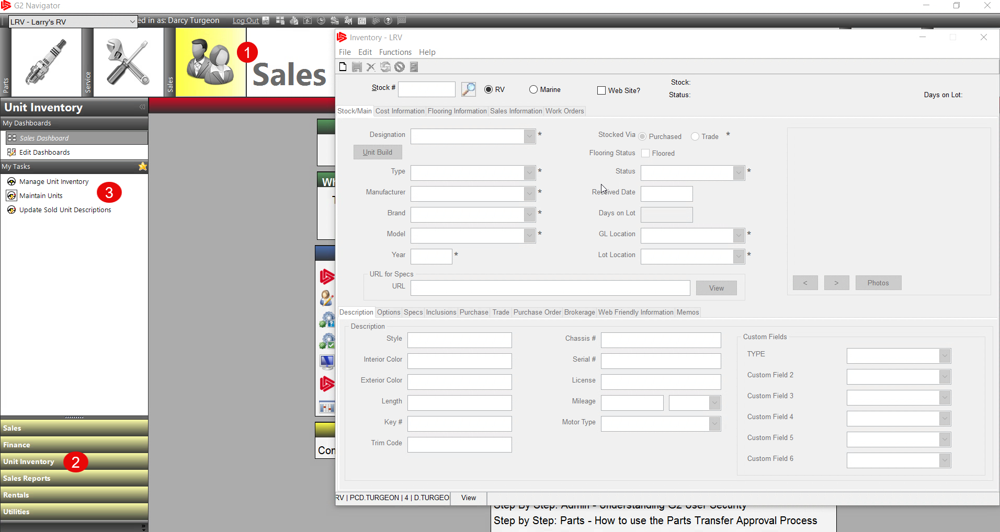 G2 Navigator
LRV - Larry's RV
ed in as: Darcy Turgeon
Log Out
Parts
IDS
Service
Sales
1
Sales
Unit Inventory
My Dashboards
Sales Dashboard
Edit Dashboards
My Tasks
Manage Unit Inventory
Maintain Units
3
Update Sold Unit Descriptions
Sales
Finance
Unit Inventory
2
Sales Reports
Rentals
Utilities
Wh
T
Con
Inventory - LRV
File Edit Functions Help
Stock #
RV
Marine
Web Site?
Stock:
Status:
Days on Lot:
Stock/Main Cost Information Flooring Information Sales Information Work Orders
Designation *
Stocked Via Purchased Trade *
Unit Build
Flooring Status Floored
Type *
Status *
Manufacturer *
Received Date
Brand *
Days on Lot
Model *
GL Location *
Year *
Lot Location *
URL for Specs
URL
View
< > Photos
Description Options Specs Inclusions Purchase Trade Purchase Order Brokerage Web Friendly Information Memos
Description
Style
Chassis #
Interior Color
Serial #
Exterior Color
License
Length
Mileage
Key #
Motor Type
Trim Code
Custom Fields
TYPE
Custom Field 2
Custom Field 3
Custom Field 4
Custom Field 5
Custom Field 6
RV | PCD.TURGEON | 4 | D.TURGEO
View
Step By Step: Admin - Understanding G2 User Security
Step by Step: Parts - How to use the Parts Transfer Approval Process